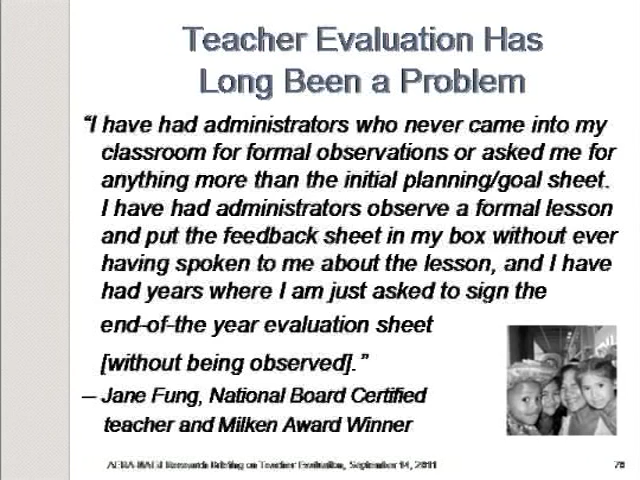 Teacher Evaluation Has
Long Been a Problem
“I have had administrators who never came into my
classroom for formal observations or asked me for
anything more than the initial planning/goal sheet.
I have had administrators observe a formal lesson
and put the feedback sheet in my box without ever
having spoken to me about the lesson, and I have
had years where I am just asked to sign the
end-of-the year evaluation sheet
[without being observed].”
– Jane Fung, National Board Certified
teacher and Milken Award Winner
Research Briefing on Teacher Evaluation, September 14, 2011